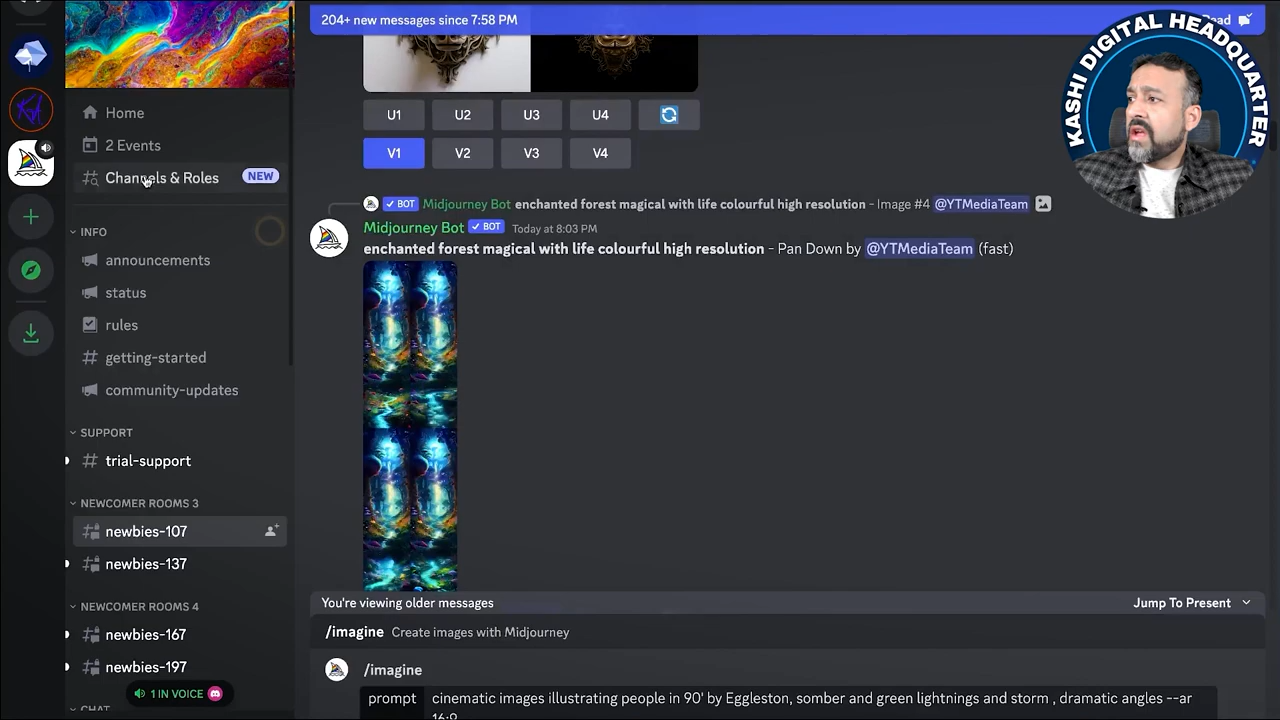 204+ new messages since 7:58 PM
KASHI DIGITAL HEADQUARTER
U1 U2 U3 U4
V1 V2 V3 V4
Home
2 Events
Channels & Roles NEW
INFO
announcements
status
rules
getting-started
community-updates
SUPPORT
trial-support
NEWCOMER ROOMS 3
newbies-107
newbies-137
NEWCOMER ROOMS 4
newbies-167
newbies-197
1 IN VOICE
CHAT
BOT Midjourney Bot enchanted forest magical with life colourful high resolution - Image #4 @YTMediaTeam
Midjourney Bot BOT Today at 8:03 PM
enchanted forest magical with life colourful high resolution - Pan Down by @YTMediaTeam (fast)
You're viewing older messages Jump To Present
/imagine Create images with Midjourney
/imagine
prompt cinematic images illustrating people in 90' by Eggleston, somber and green lightnings and storm , dramatic angles --ar
16:9